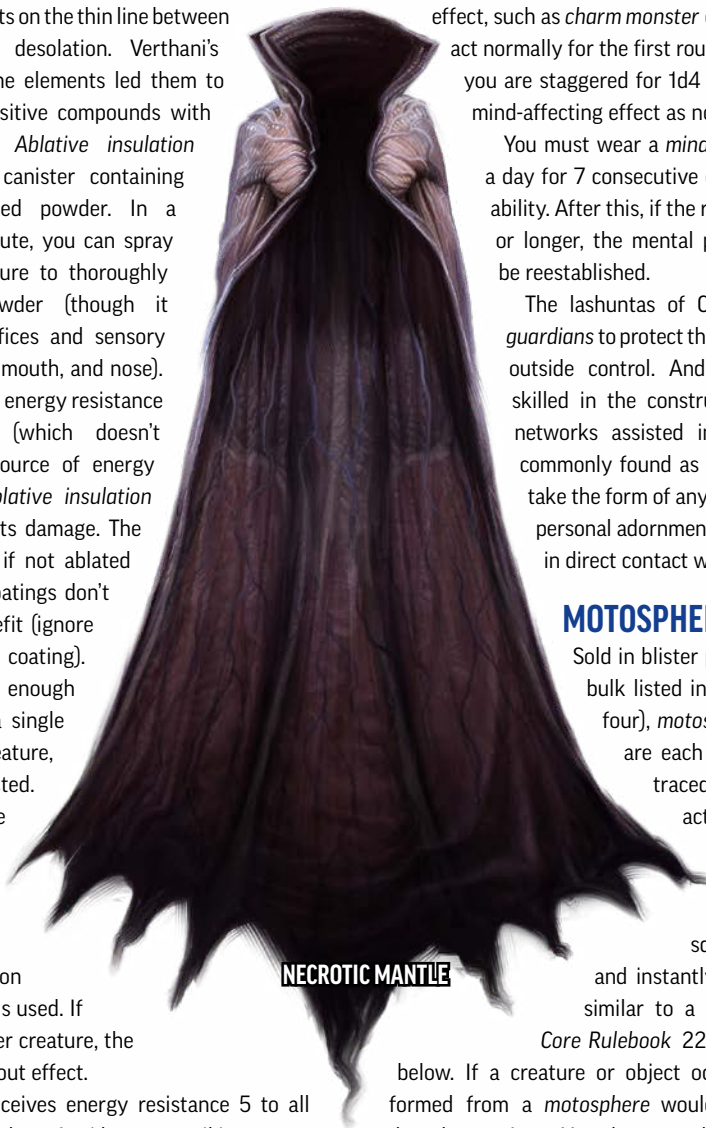 ts on the thin line between
desolation. Verthani's
ne elements led them to
sitive compounds with
Ablative insulation
canister containing
ed powder. In a
ute, you can spray
ure to thoroughly
wder (though it
fices and sensory
mouth, and nose).
energy resistance
(which doesn't
ource of energy
blative insulation
ts damage. The
if not ablated
oatings don't
efit (ignore
coating).
enough
a single
eature,
ted.
e
on
s used. If
er creature, the
out effect.
ceives energy resistance 5 to all
NECROTIC MANTLE
effect, such as charm monster
act normally for the first rou
you are staggered for 1d4
mind-affecting effect as no
You must wear a mind
a day for 7 consecutive
ability. After this, if the r
or longer, the mental p
be reestablished.
The lashuntas of C
guardians to protect th
outside control. And
skilled in the constru
networks assisted i
commonly found as
take the form of any
personal adornmen
in direct contact w
MOTOSPHE
Sold in blister
bulk listed in
four), motos
are each
traced
act
so
and instantly
similar to a
Core Rulebook 22
below. If a creature or object oc
formed from a motosphere would